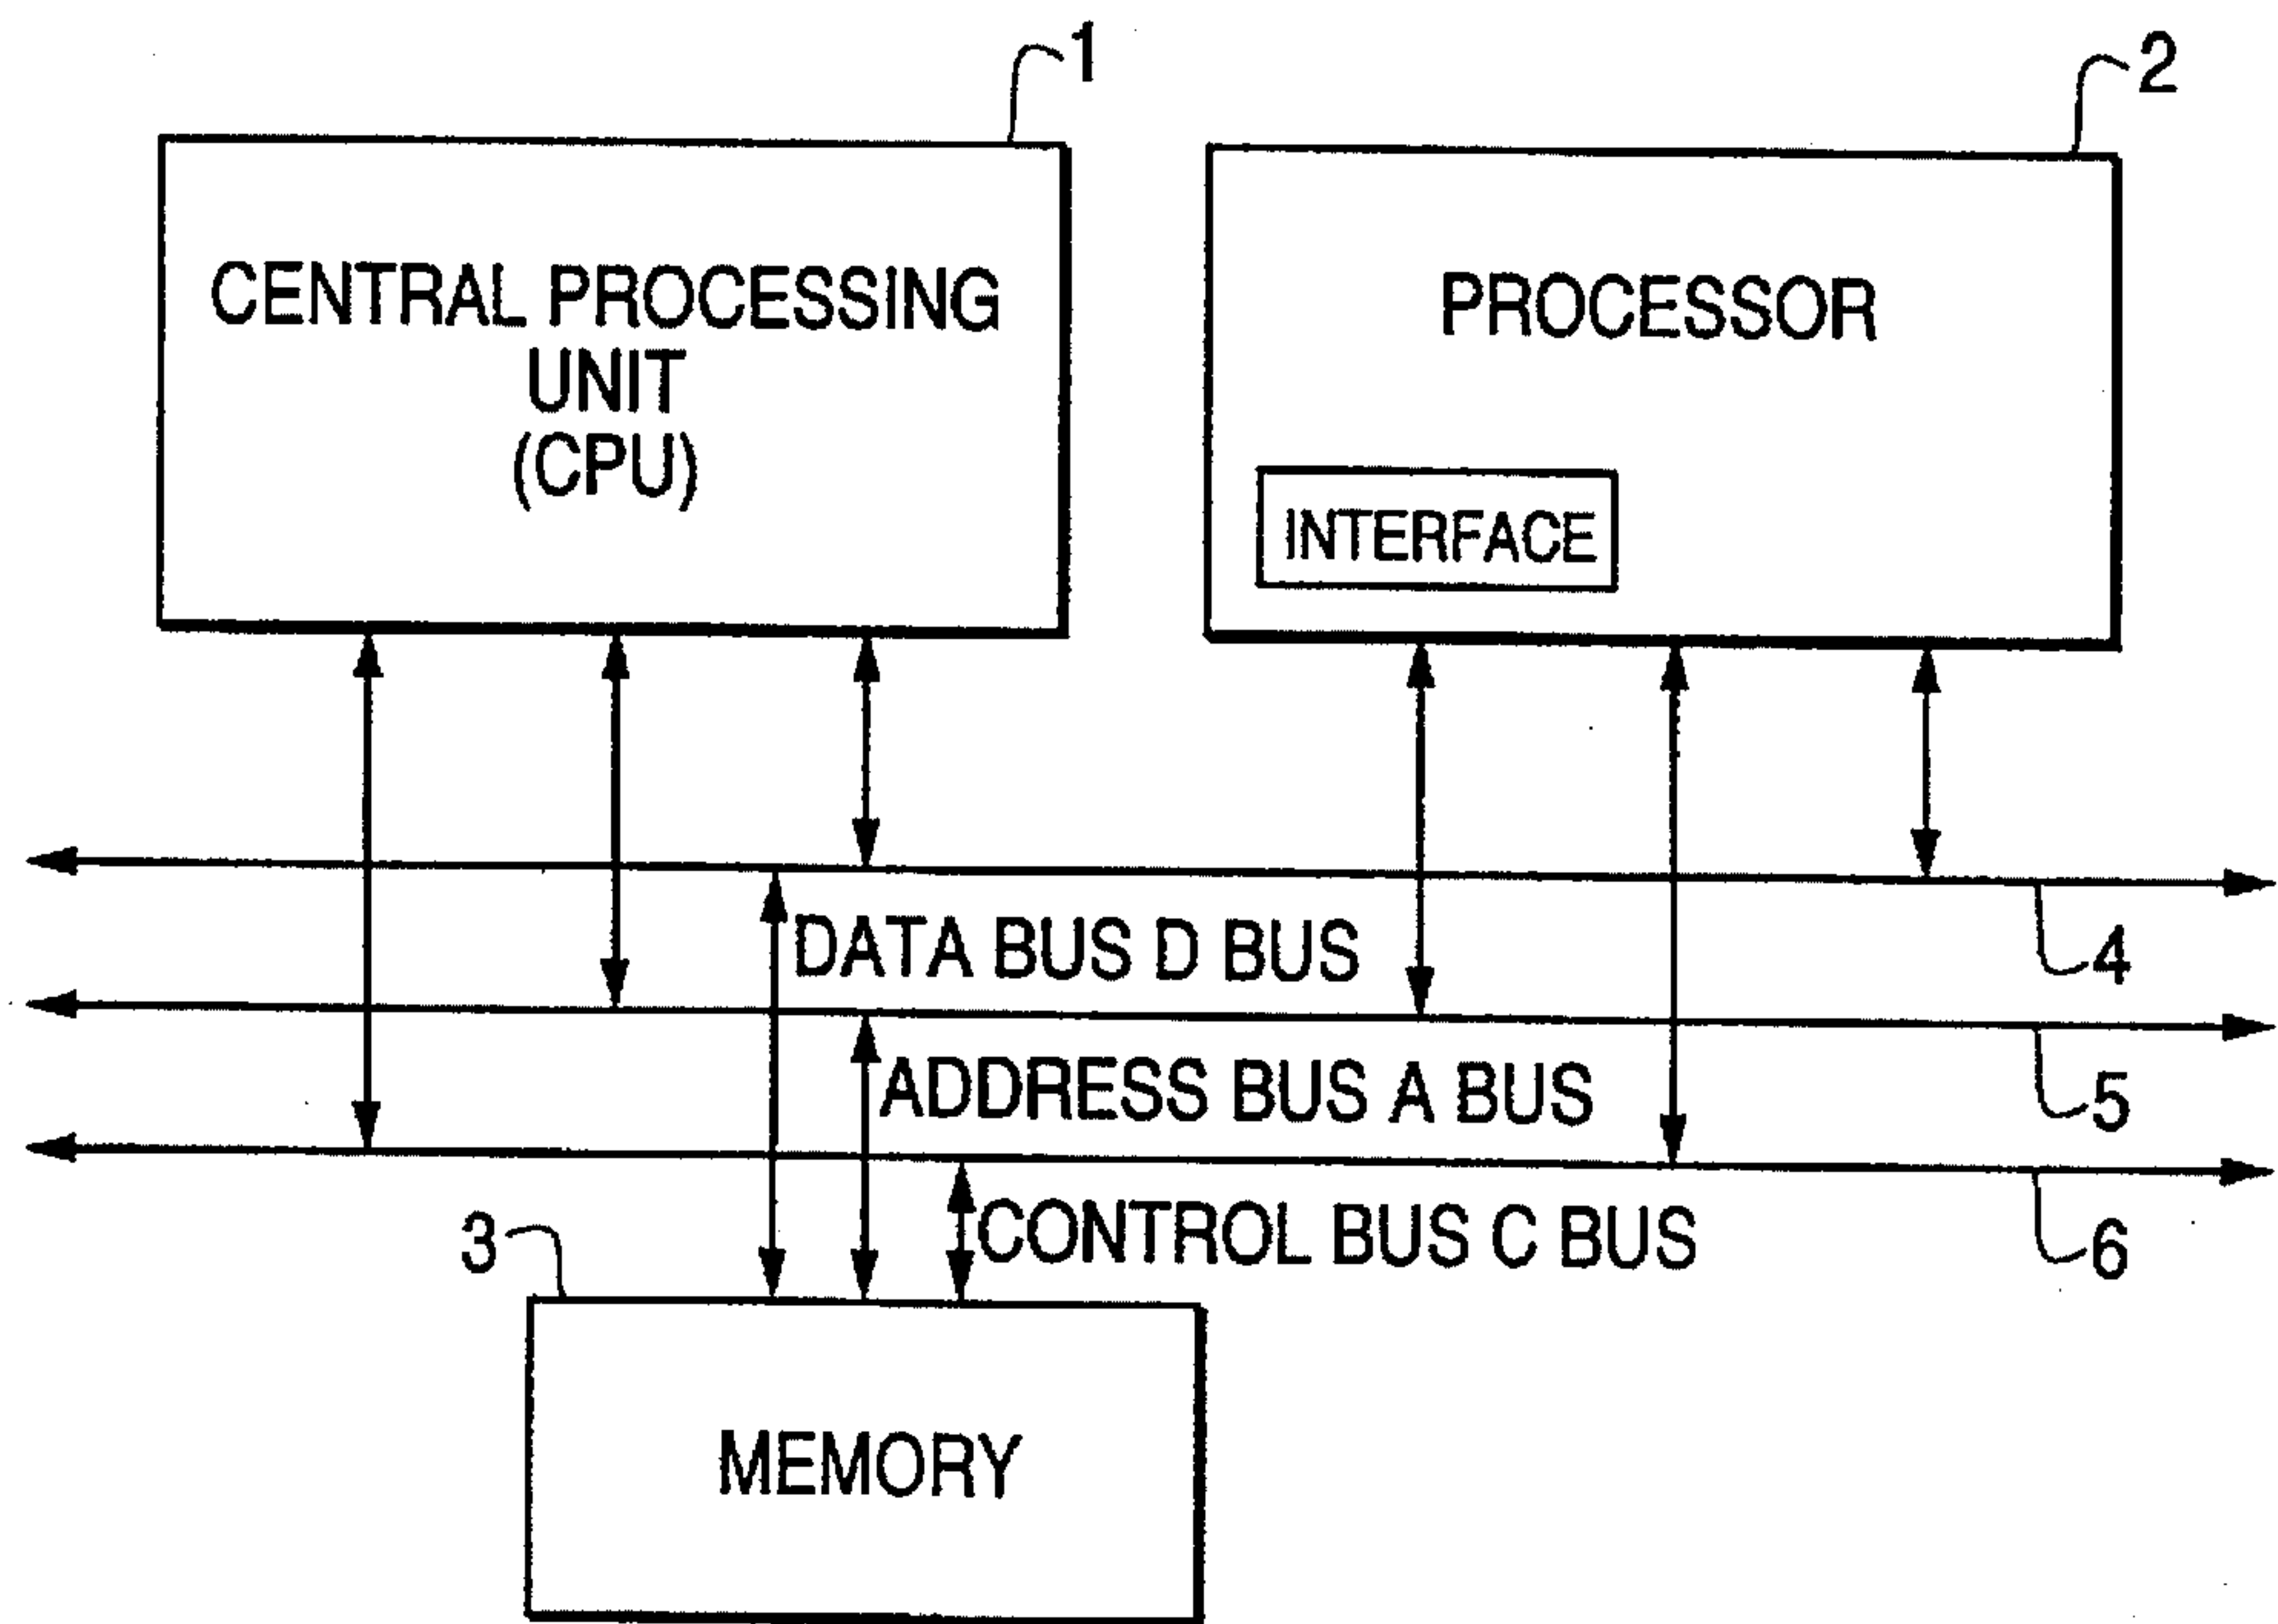 1
2
CENTRAL PROCESSING
UNIT
(CPU)
PROCESSOR
INTERFACE
DATA BUS D BUS
4
ADDRESS BUS A BUS
5
CONTROL BUS C BUS
6
3
MEMORY